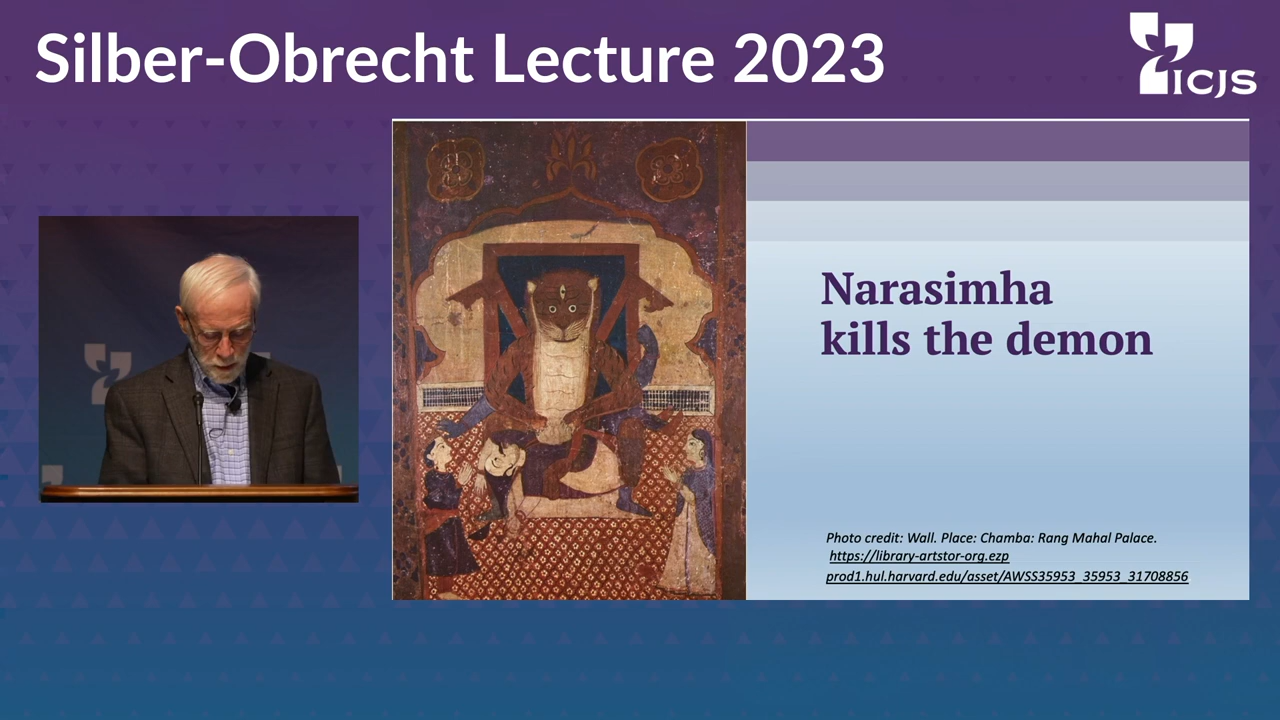 Silber-Obrecht Lecture 2023
ICJS
Narasimha
kills the demon
Photo credit: Wall. Place: Chamba: Rang Mahal Palace.
https://library-artstor-org.ezp
prod1.hul.harvard.edu/asset/AWSS35953_35953_31708856